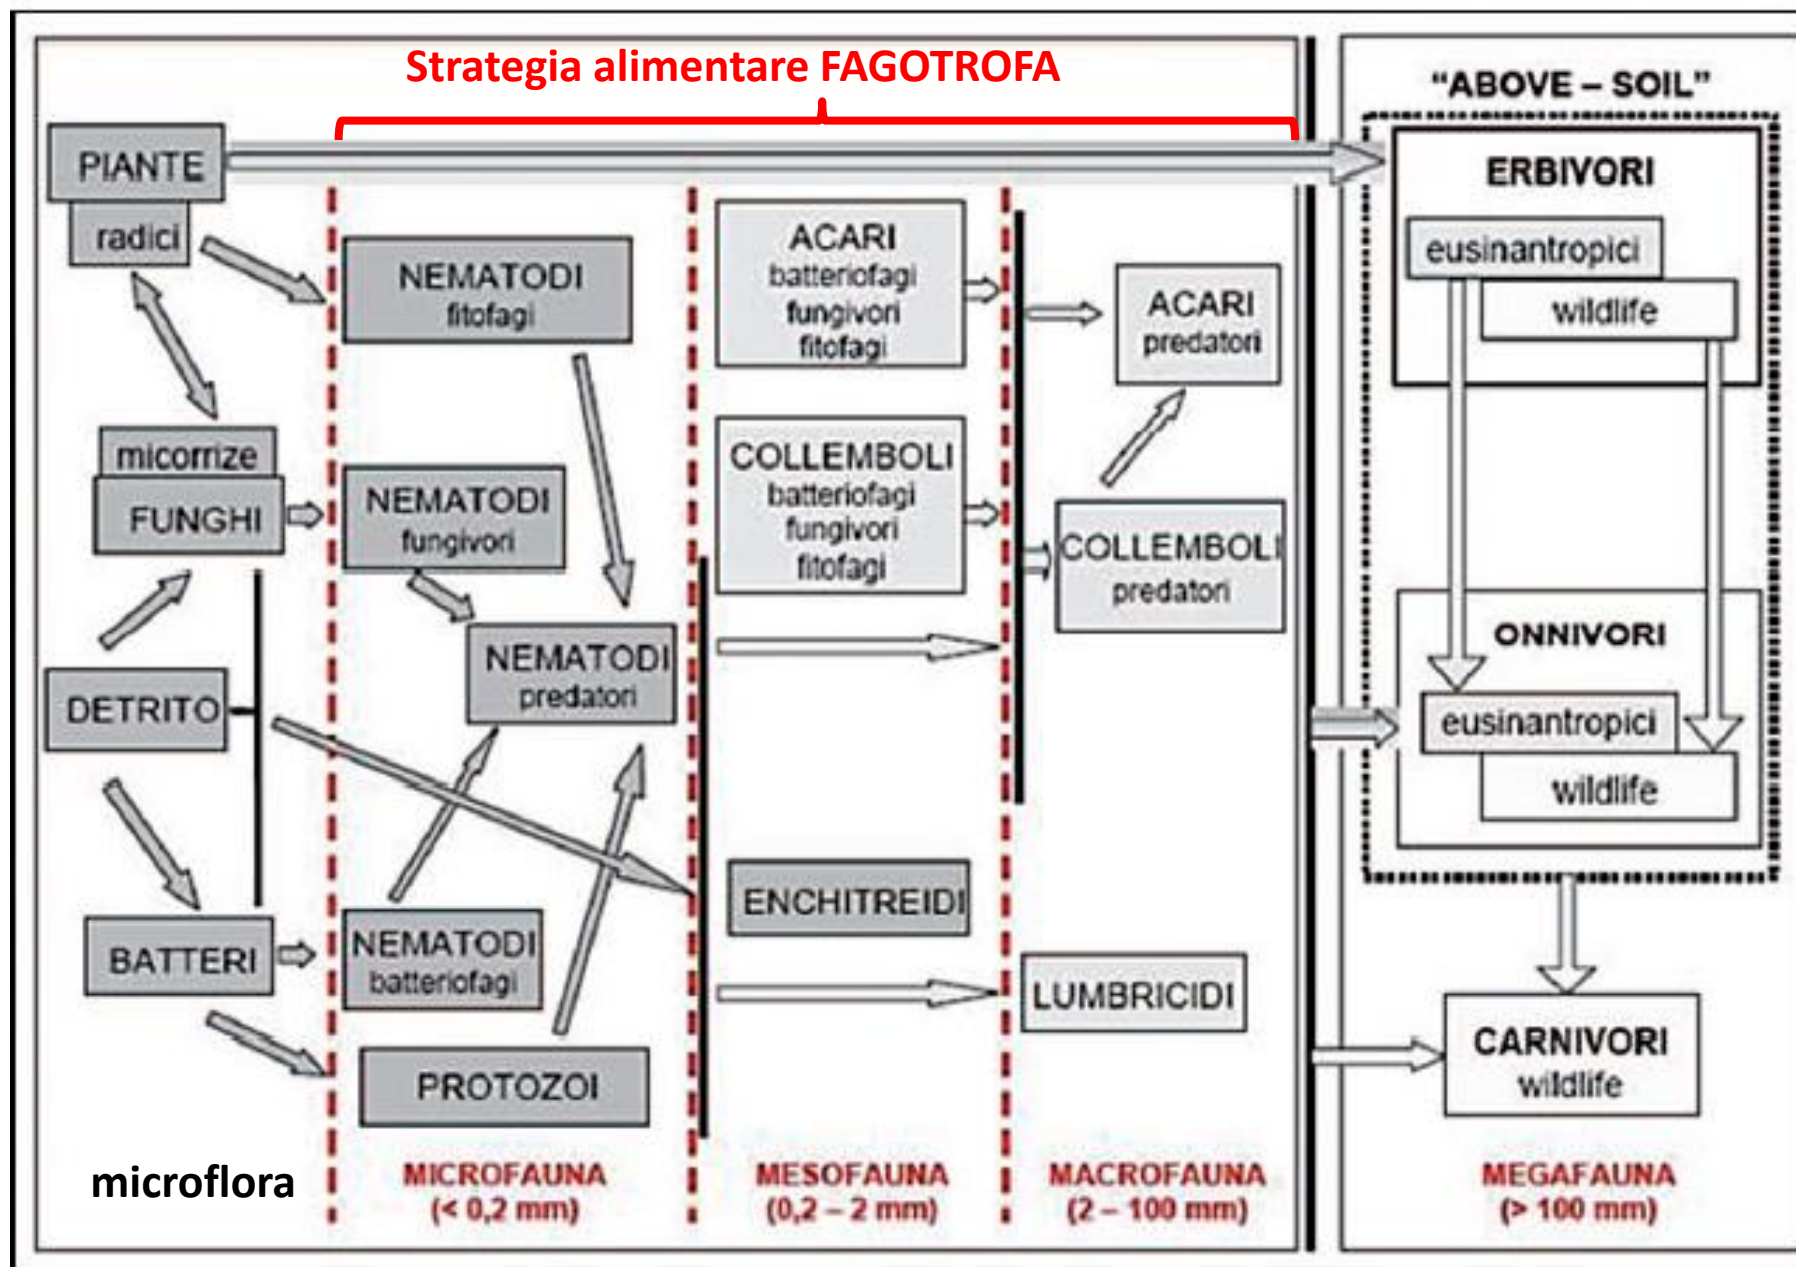 Strategia alimentare FAGOTROFA
PIANTE
radici
micorrize
FUNGHI
DETRITO
BATTERI
microflora
NEMATODI
fitofagi
NEMATODI
fungivori
NEMATODI
predatori
NEMATODI
batteriofagi
PROTOZOI
MICROFAUNA
(< 0,2 mm)
ACARI
batteriofagi
fungivori
fitofagi
COLLEMBOLI
batteriofagi
fungivori
fitofagi
ENCHITREIDI
MESOFAUNA
(0,2 – 2 mm)
ACARI
predatori
COLLEMBOLI
predatori
LUMBRICIDI
MACROFAUNA
(2 – 100 mm)
“ABOVE – SOIL”
ERBIVORI
eusinantropici
wildlife
ONNIVORI
eusinantropici
wildlife
CARNIVORI
wildlife
MEGAFAUNA
(> 100 mm)